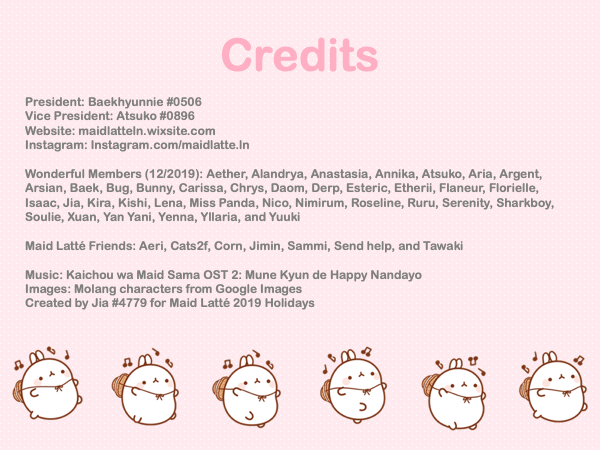 Credits
President: Baekhyunnie #0506
Vice President: Atsuko #0896
Website: maidlatteln.wixsite.com
Instagram: Instagram.com/maidlatte.ln
Wonderful Members (12/2019): Aether, Alandrya, Anastasia, Annika, Atsuko, Aria, Argent,
Arsian, Baek, Bug, Bunny, Carissa, Chrys, Daom, Derp, Esteric, Etherii, Flaneur, Florielle,
Isaac, Jia, Kira, Kishi, Lena, Miss Panda, Nico, Nimirum, Roseline, Ruru, Serenity, Sharkboy,
Soulie, Xuan, Yan Yani, Yenna, Yllaria, and Yuuki
Maid Latté Friends: Aeri, Cats2f, Corn, Jimin, Sammi, Send help, and Tawaki
Music: Kaichou wa Maid Sama OST 2: Mune Kyun de Happy Nandayo
Images: Molang characters from Google Images
Created by Jia #4779 for Maid Latté 2019 Holidays